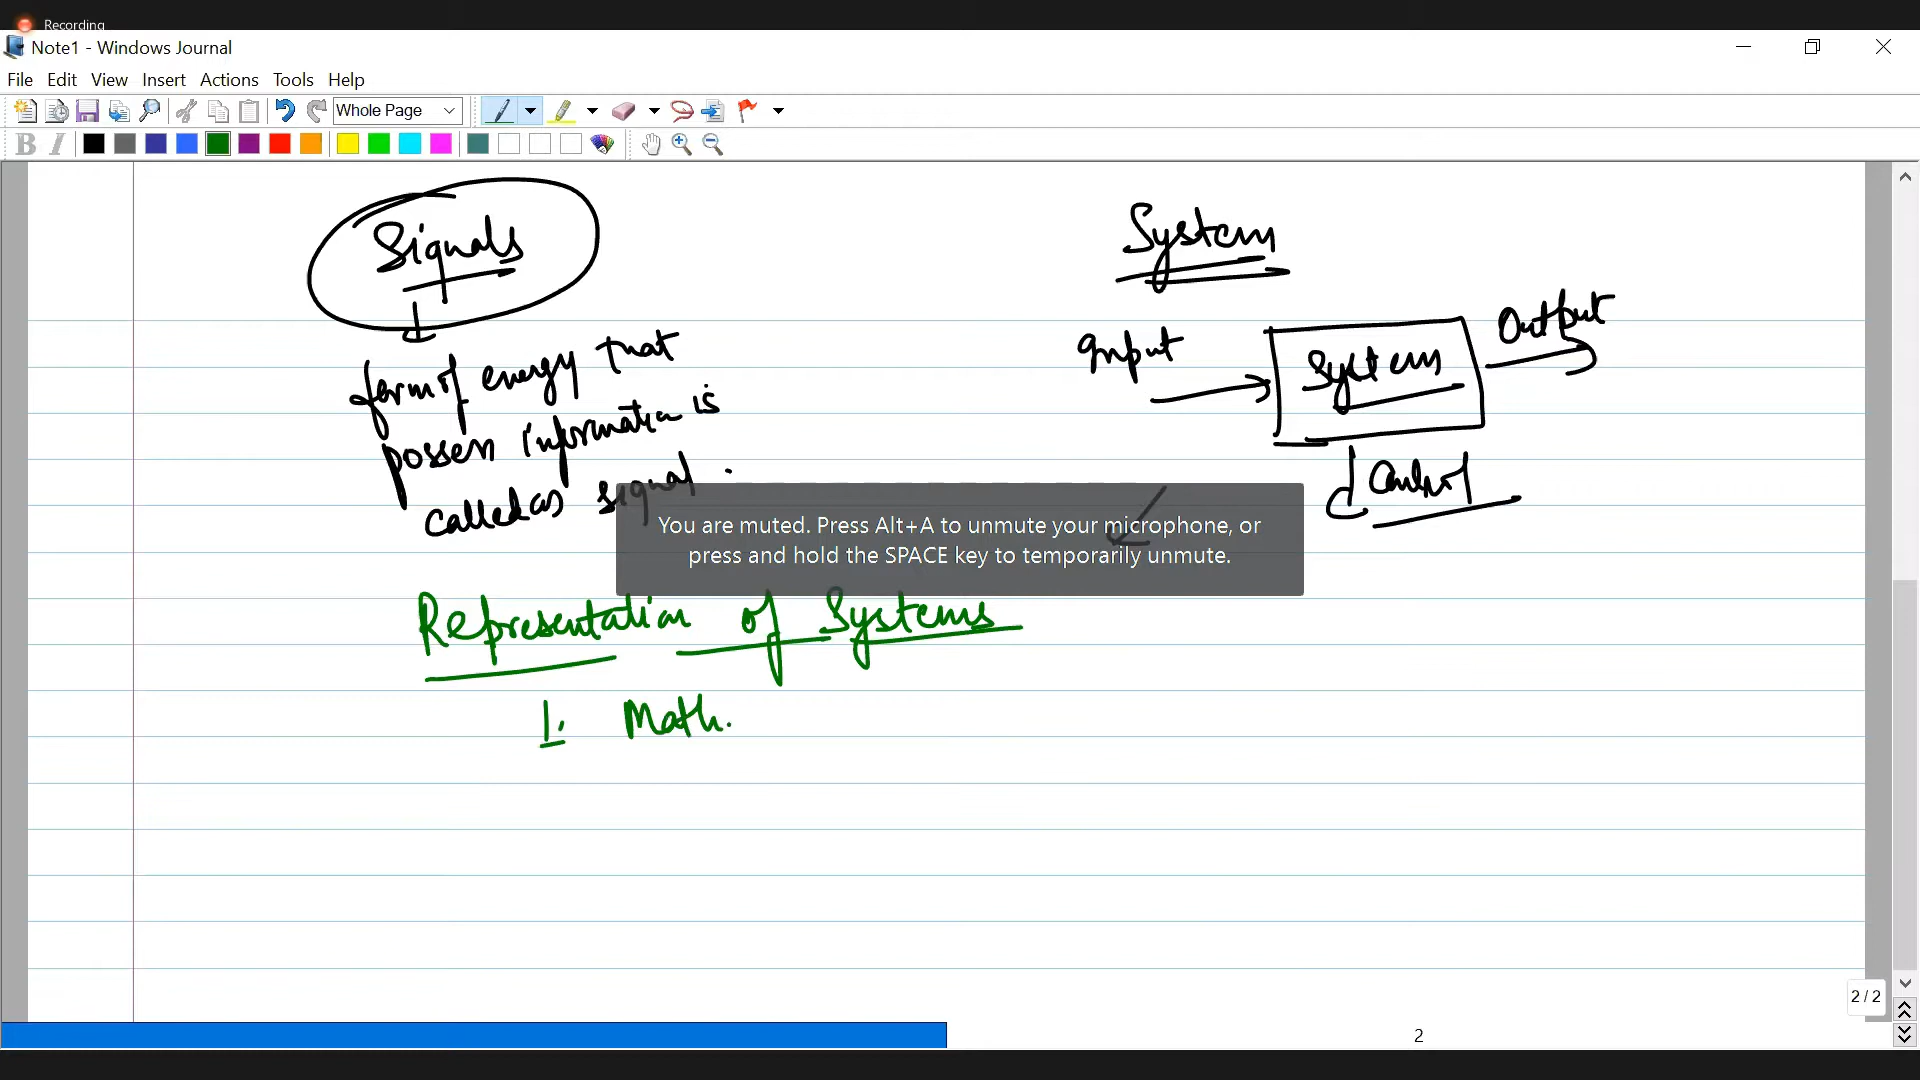 Recording
Note1 - Windows Journal
File Edit View Insert Actions Tools Help
Whole Page
B I
Signals
System
form of energy that
possess information is
called as signal.
Input
System
Output
Control
You are muted. Press Alt+A to unmute your microphone, or
press and hold the SPACE key to temporarily unmute.
Representation of Systems
1. Math.
2 / 2
2